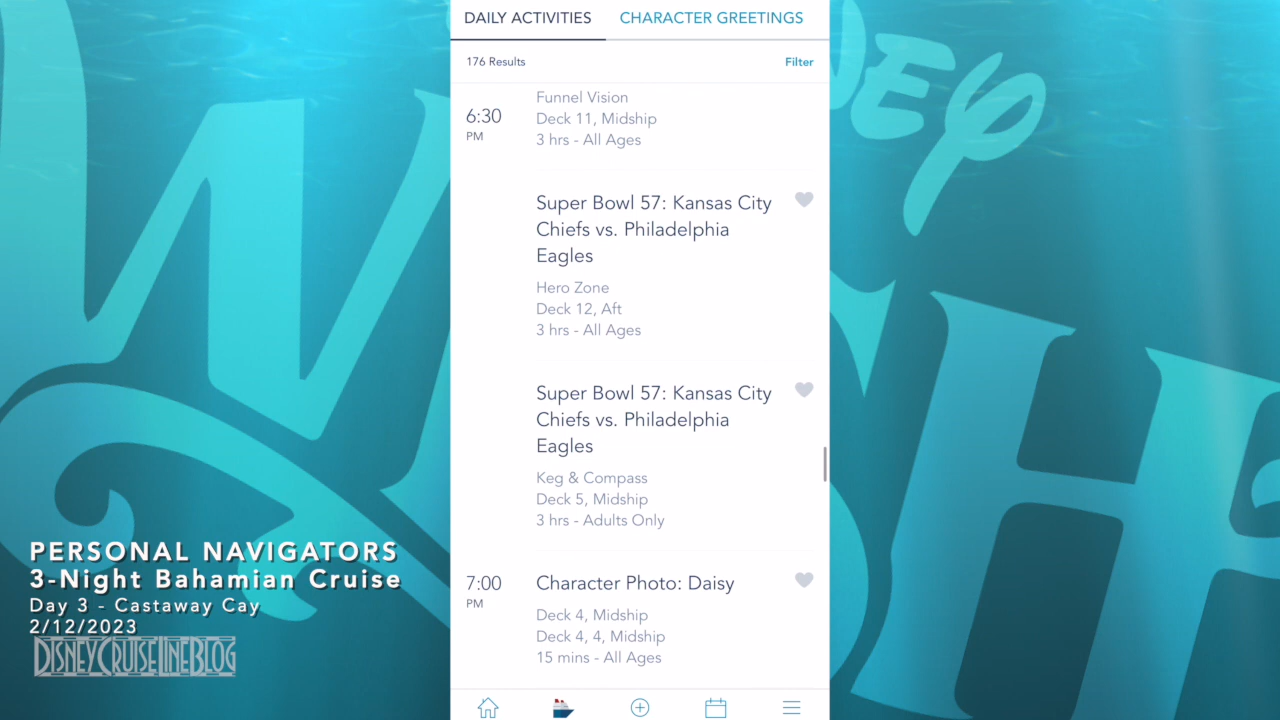 DAILY ACTIVITIES
CHARACTER GREETINGS
176 Results
Filter
6:30
PM
Funnel Vision
Deck 11, Midship
3 hrs - All Ages
Super Bowl 57: Kansas City
Chiefs vs. Philadelphia
Eagles
Hero Zone
Deck 12, Aft
3 hrs - All Ages
Super Bowl 57: Kansas City
Chiefs vs. Philadelphia
Eagles
Keg & Compass
Deck 5, Midship
3 hrs - Adults Only
7:00
PM
Character Photo: Daisy
Deck 4, Midship
Deck 4, 4, Midship
15 mins - All Ages
PERSONAL NAVIGATORS
3-Night Bahamian Cruise
Day 3 - Castaway Cay
2/12/2023
DISNEYCRUISELINEBLOG